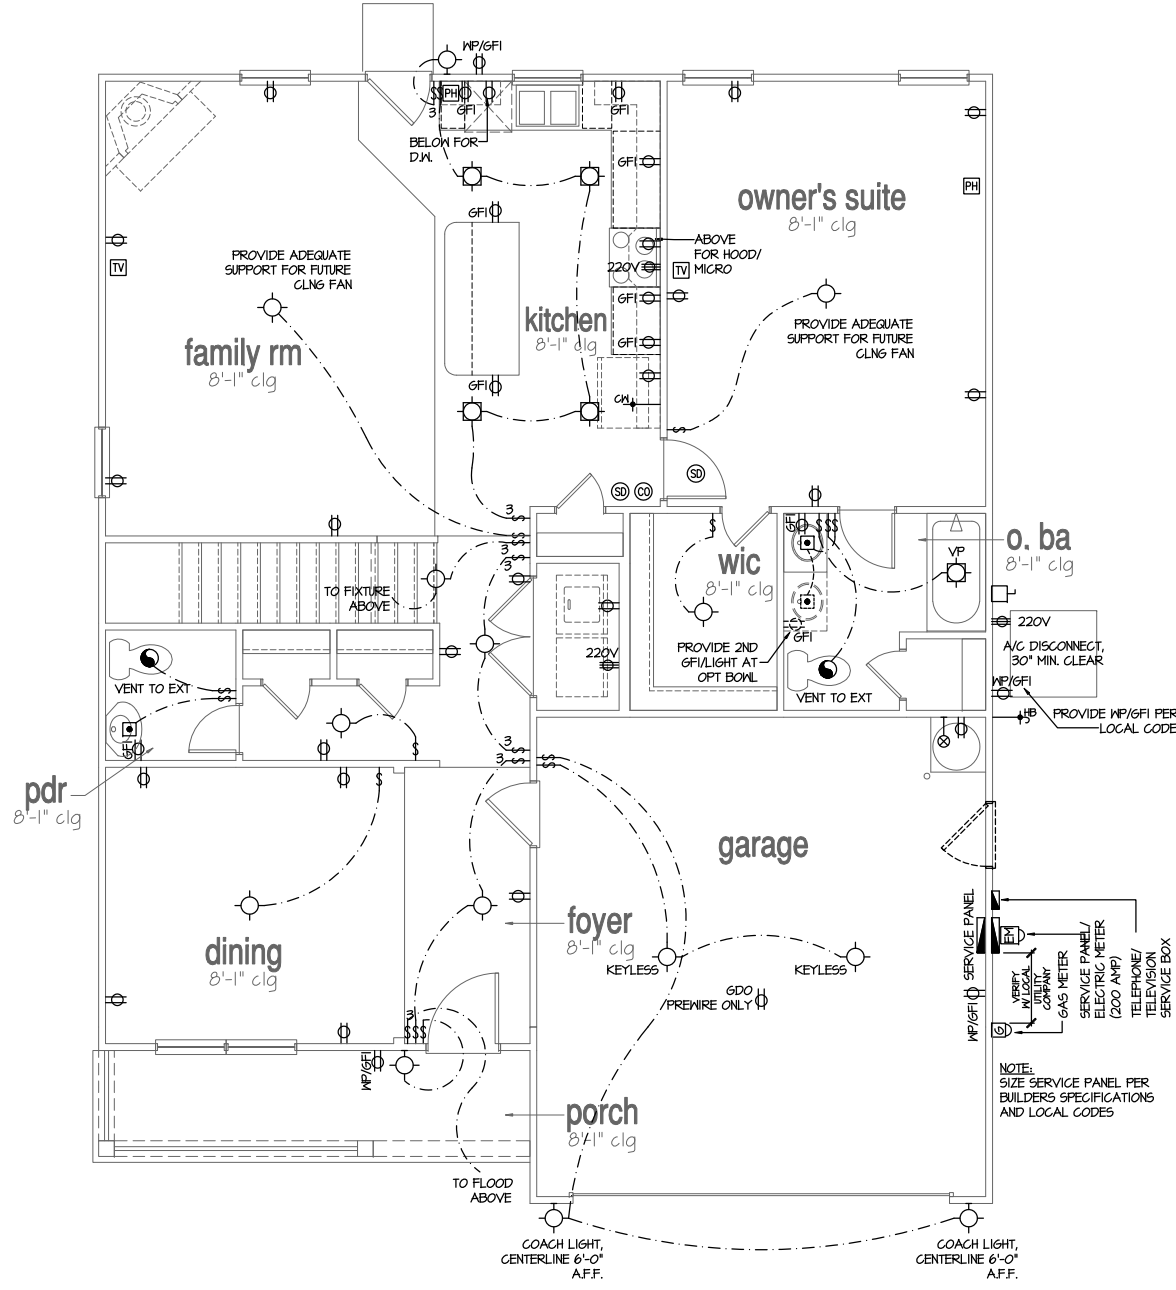 WP/GFI
PH
GFI
GFI
3
BELOW FOR
D.W.
GFI
owner's suite
8'-1" clg
PH
GFI
PROVIDE ADEQUATE
SUPPORT FOR FUTURE
CLNG FAN
TV
ABOVE
FOR HOOD/
MICRO
220V
TV
GFI
kitchen
8'-1" clg
GFI
PROVIDE ADEQUATE
SUPPORT FOR FUTURE
CLNG FAN
family rm
8'-1" clg
GFI
CW
SD
SD
CO
3
GFI
3
3
wic
8'-1" clg
VP
o. ba
8'-1" clg
TO FIXTURE
ABOVE
220V
GFI
PROVIDE 2ND
GFI/LIGHT AT
OPT BOWL
220V
A/C DISCONNECT,
30" MIN. CLEAR
VENT TO EXT
VENT TO EXT
WP/GFI
PROVIDE WP/GFI PER
LOCAL CODE
HB
GFI
3
3
pdr
8'-1" clg
garage
dining
8'-1" clg
foyer
8'-1" clg
KEYLESS
KEYLESS
GDO
PREWIRE ONLY
SERVICE PANEL
EM
VERIFY
W/ LOCAL
UTILITY
COMPANY
GAS METER
SERVICE PANEL/
ELECTRIC METER
(200 AMP)
TELEPHONE/
TELEVISION
SERVICE BOX
WP/GFI
G
3
WP/GFI
NOTE:
SIZE SERVICE PANEL PER
BUILDERS SPECIFICATIONS
AND LOCAL CODES
porch
8'-1" clg
TO FLOOD
ABOVE
COACH LIGHT,
CENTERLINE 6'-0"
A.F.F.
COACH LIGHT,
CENTERLINE 6'-0"
A.F.F.